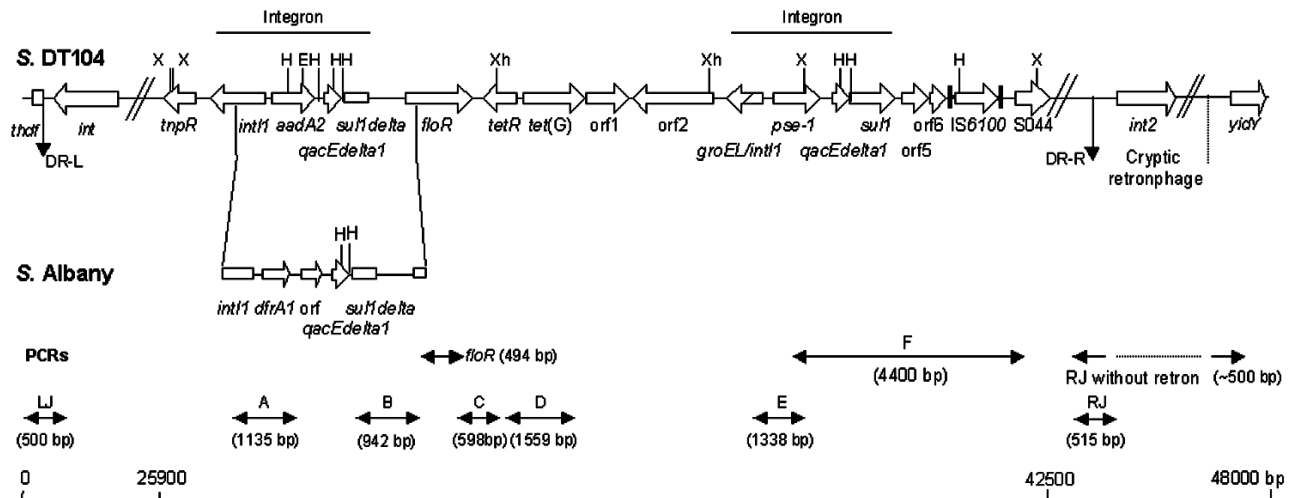 Integron Integron
S. DT104 X X H EH HH Xh Xh X HH H X
thdf int tnpR intI1 aadA2 sul1delta floR tetR tet(G) orf1 orf2 pse-1 sul1 orf6 IS6100 S044 int2 yidY
qacEdelta1 groEL/intI1 qacEdelta1 orf5
DR-L DR-R Cryptic
retronphage
HH
S. Albany
intI1 dfrA1 orf sul1delta
qacEdelta1
PCRs floR (494 bp) F
(4400 bp) RJ without retron (~500 bp)
LJ A B C D E RJ
(500 bp) (1135 bp) (942 bp) (598bp) (1559 bp) (1338 bp) (515 bp)
0 25900 42500 48000 bp